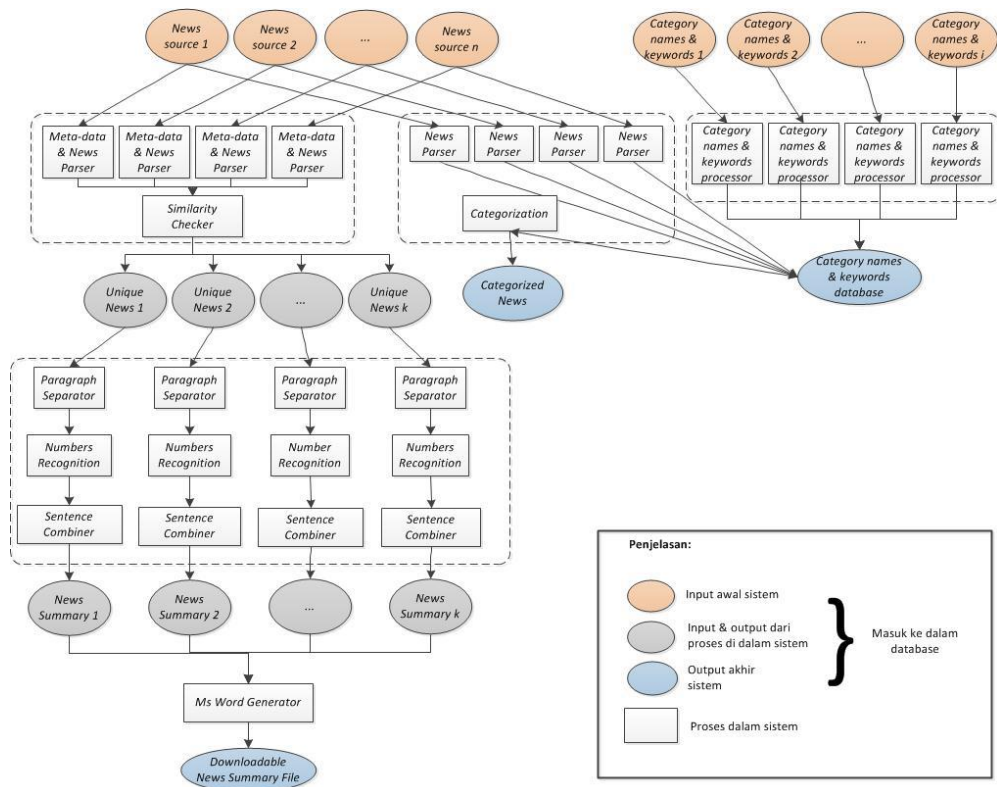 News
source 1
News
source 2
...
News
source n
Category
names &
keywords 1
Category
names &
keywords 2
...
Category
names &
keywords i
Meta-data
& News
Parser
Meta-data
& News
Parser
Meta-data
& News
Parser
Meta-data
& News
Parser
News
Parser
News
Parser
News
Parser
News
Parser
Category
names &
keywords
processor
Category
names &
keywords
processor
Category
names &
keywords
processor
Category
names &
keywords
processor
Similarity
Checker
Categorization
Unique
News 1
Unique
News 2
...
Unique
News k
Categorized
News
Category names
& keywords
database
Paragraph
Separator
Paragraph
Separator
Paragraph
Separator
Paragraph
Separator
Numbers
Recognition
Numbers
Recognition
Number
Recognition
Numbers
Recognition
Sentence
Combiner
Sentence
Combiner
Sentence
Combiner
Sentence
Combiner
News
Summary 1
News
Summary 2
...
News
Summary k
Ms Word Generator
Downloadable
News Summary File
Penjelasan:
Input awal sistem
Input & output dari
proses di dalam sistem
Output akhir
sistem
Proses dalam sistem
Masuk ke dalam
database